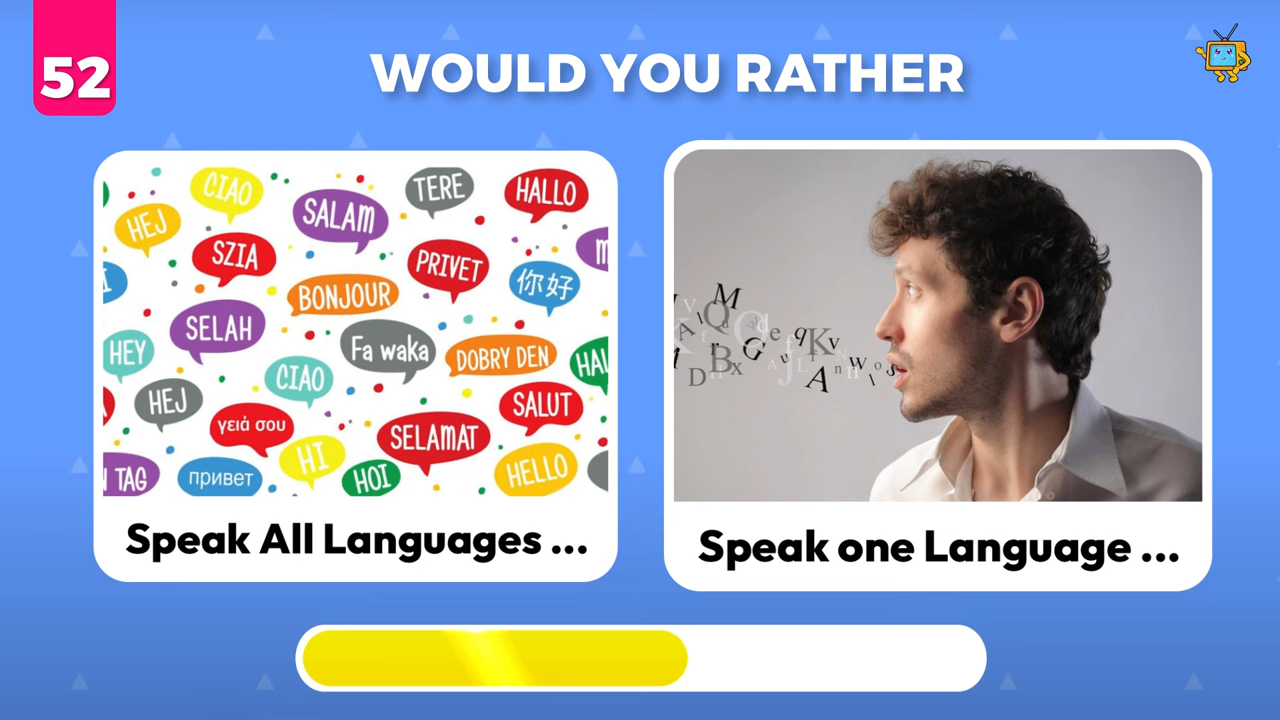 52
WOULD YOU RATHER
CIAO
TERE
HALLO
HEJ
SALAM
SZIA
PRIVET
你好
BONJOUR
SELAH
HEY
Fa waka
DOBRY DEN
CIAO
HEJ
SALUT
γειά σου
SELAMAT
HI
HELLO
TAG
привет
HOI
Speak All Languages ...
Speak one Language ...